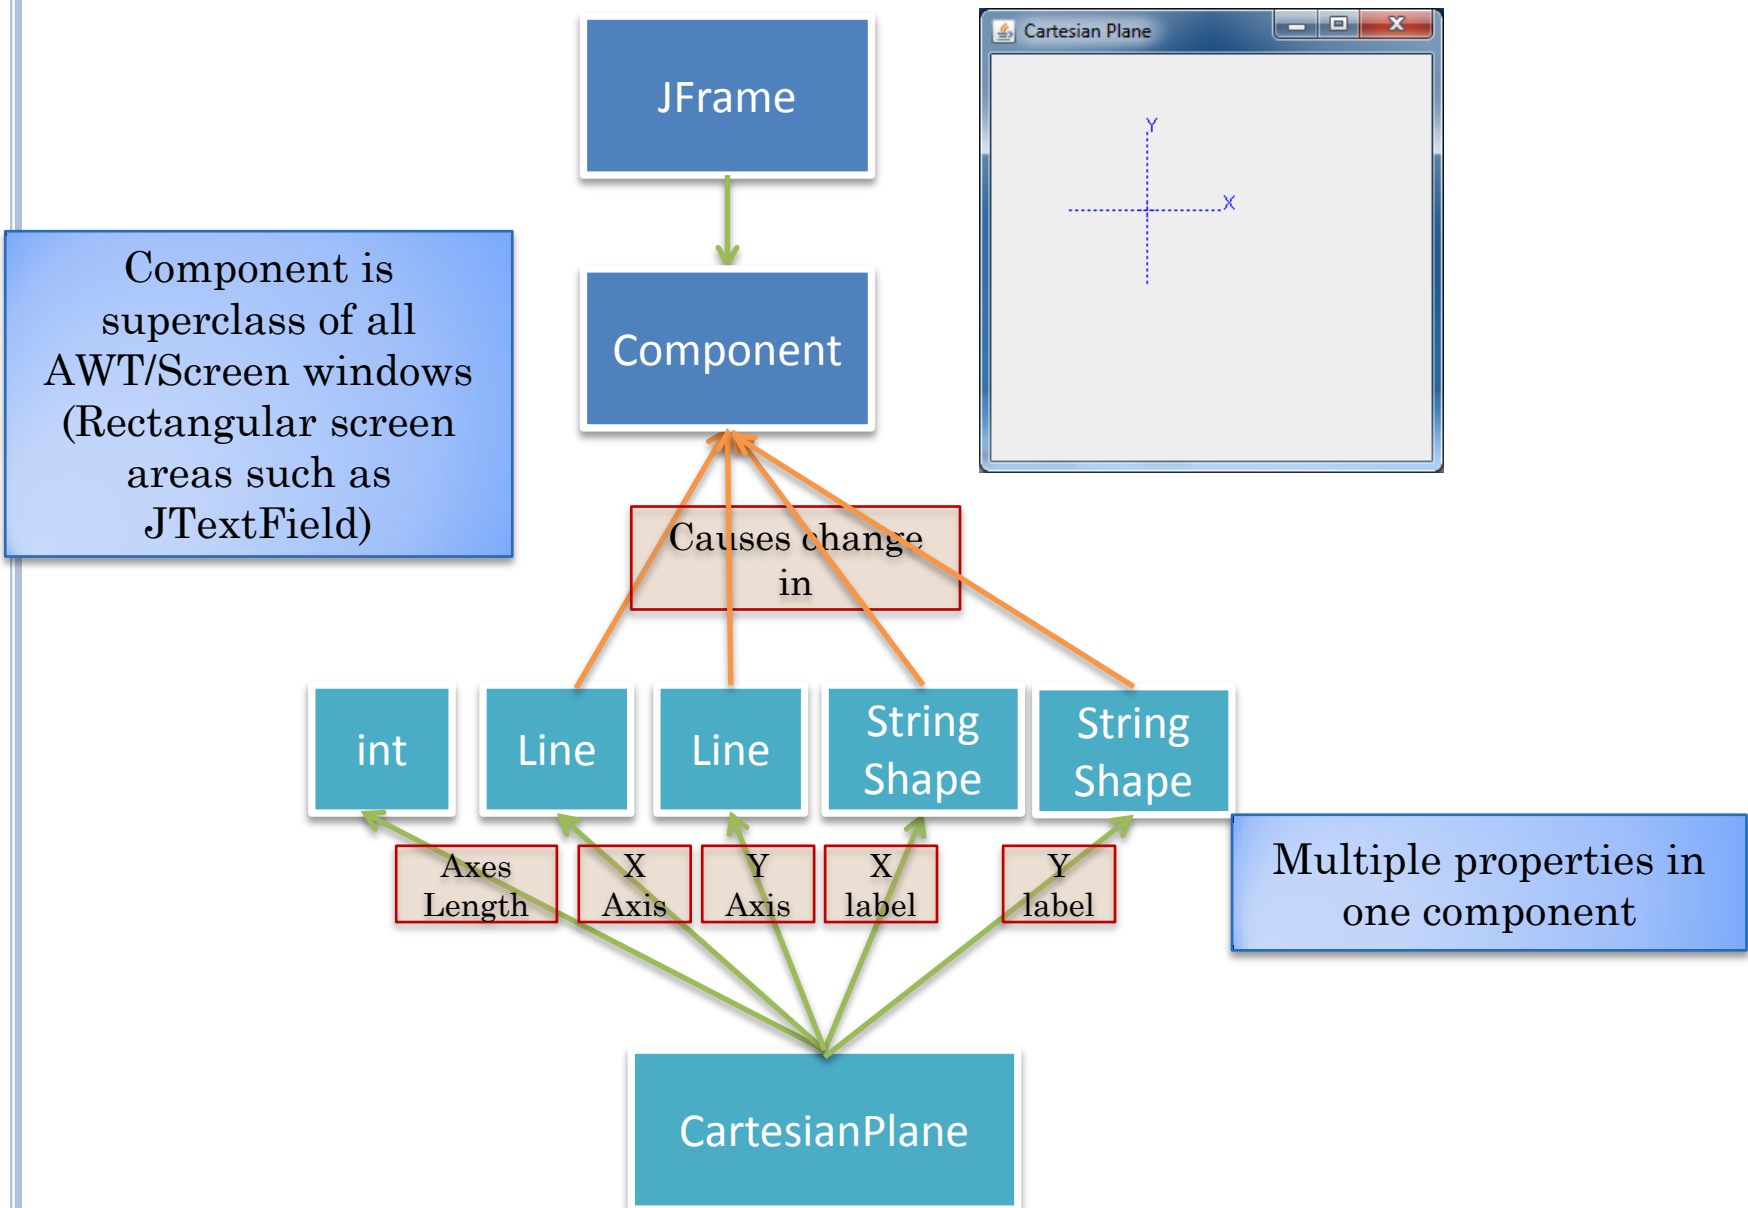 JFrame
Cartesian Plane
Y
X
Component is
superclass of all
AWT/Screen windows
(Rectangular screen
areas such as
JTextField)
Component
Causes change
in
int
Line
Line
String
Shape
String
Shape
Axes
Length
X
Axis
Y
Axis
X
label
Y
label
Multiple properties in
one component
CartesianPlane